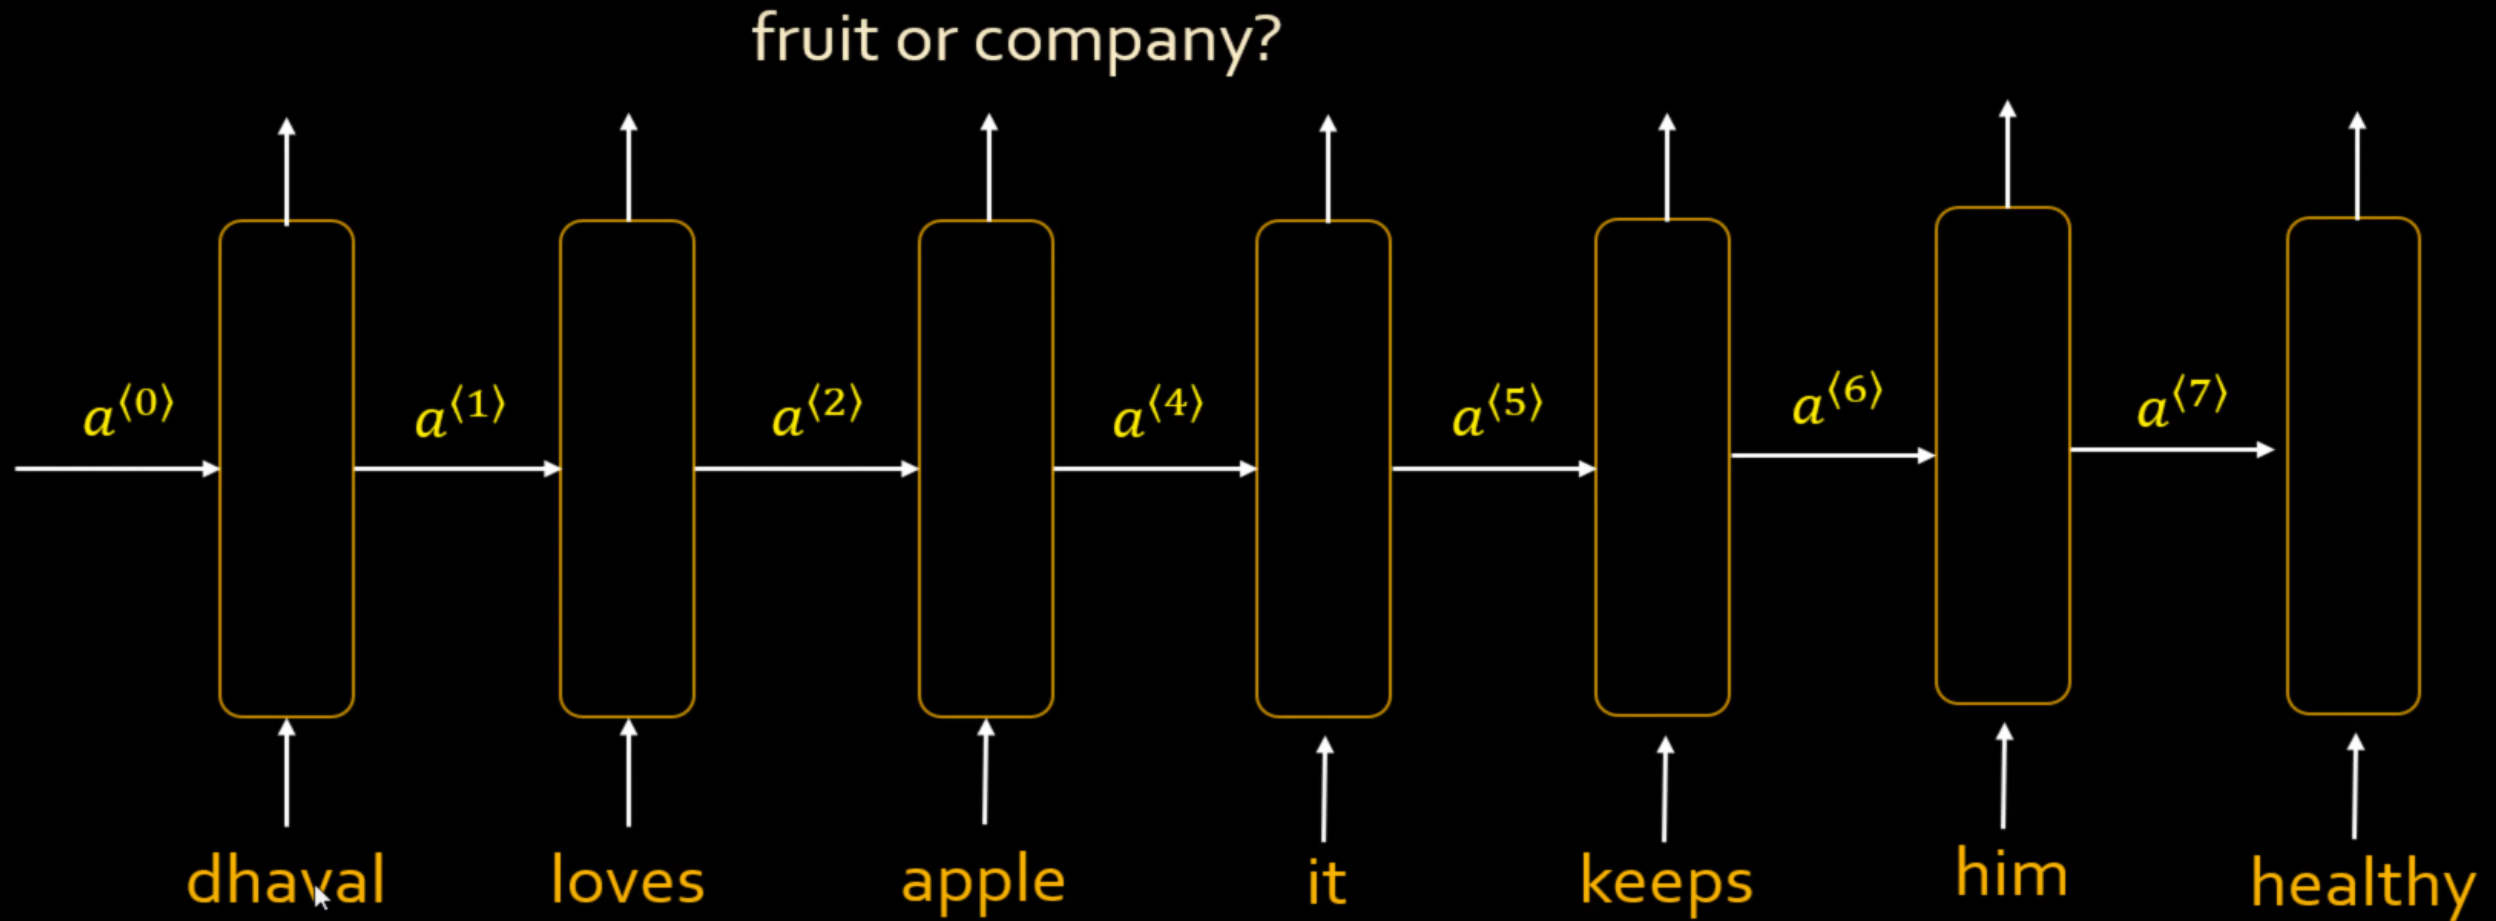 fruit or company?
a⟨0⟩ a⟨1⟩ a⟨2⟩ a⟨4⟩ a⟨5⟩ a⟨6⟩ a⟨7⟩
dhaval loves apple it keeps him healthy